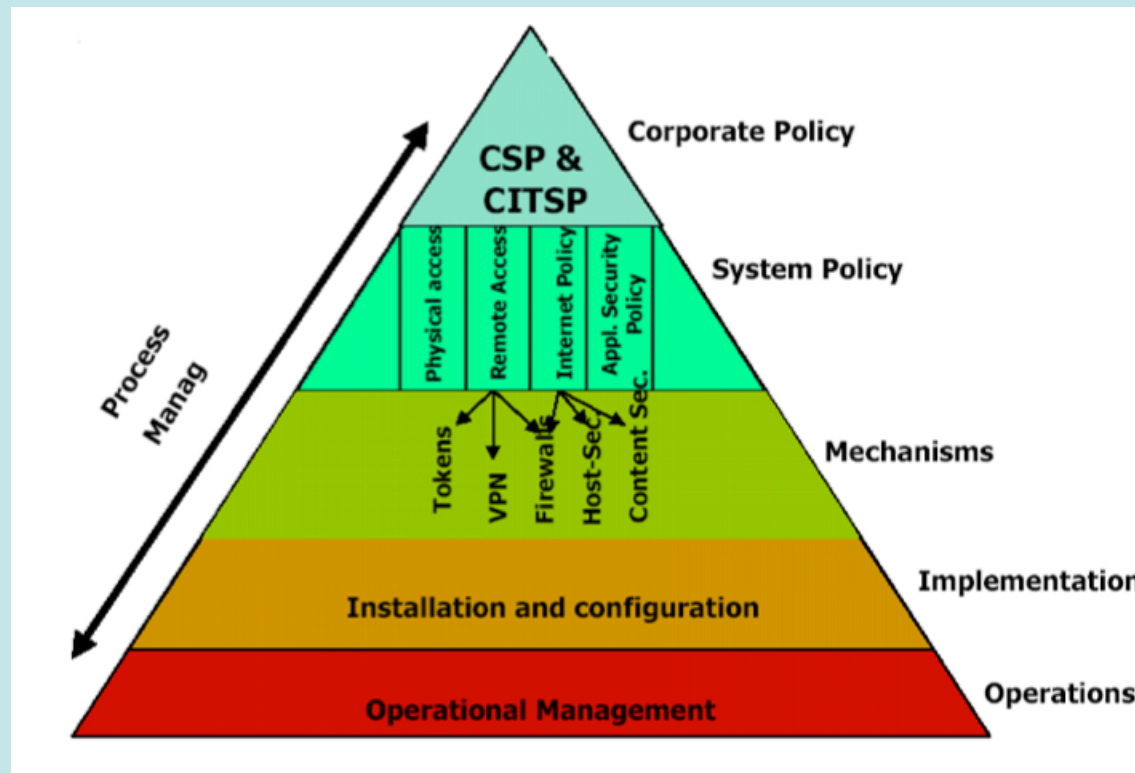 Corporate Policy
CSP &
CITSP
System Policy
Physical access
Remote Access
Internet Policy
Appl. Security
Policy
Process
Manag
Mechanisms
Tokens
VPN
Firewalls
Host-Sec.
Content Sec.
Implementation
Installation and configuration
Operations
Operational Management